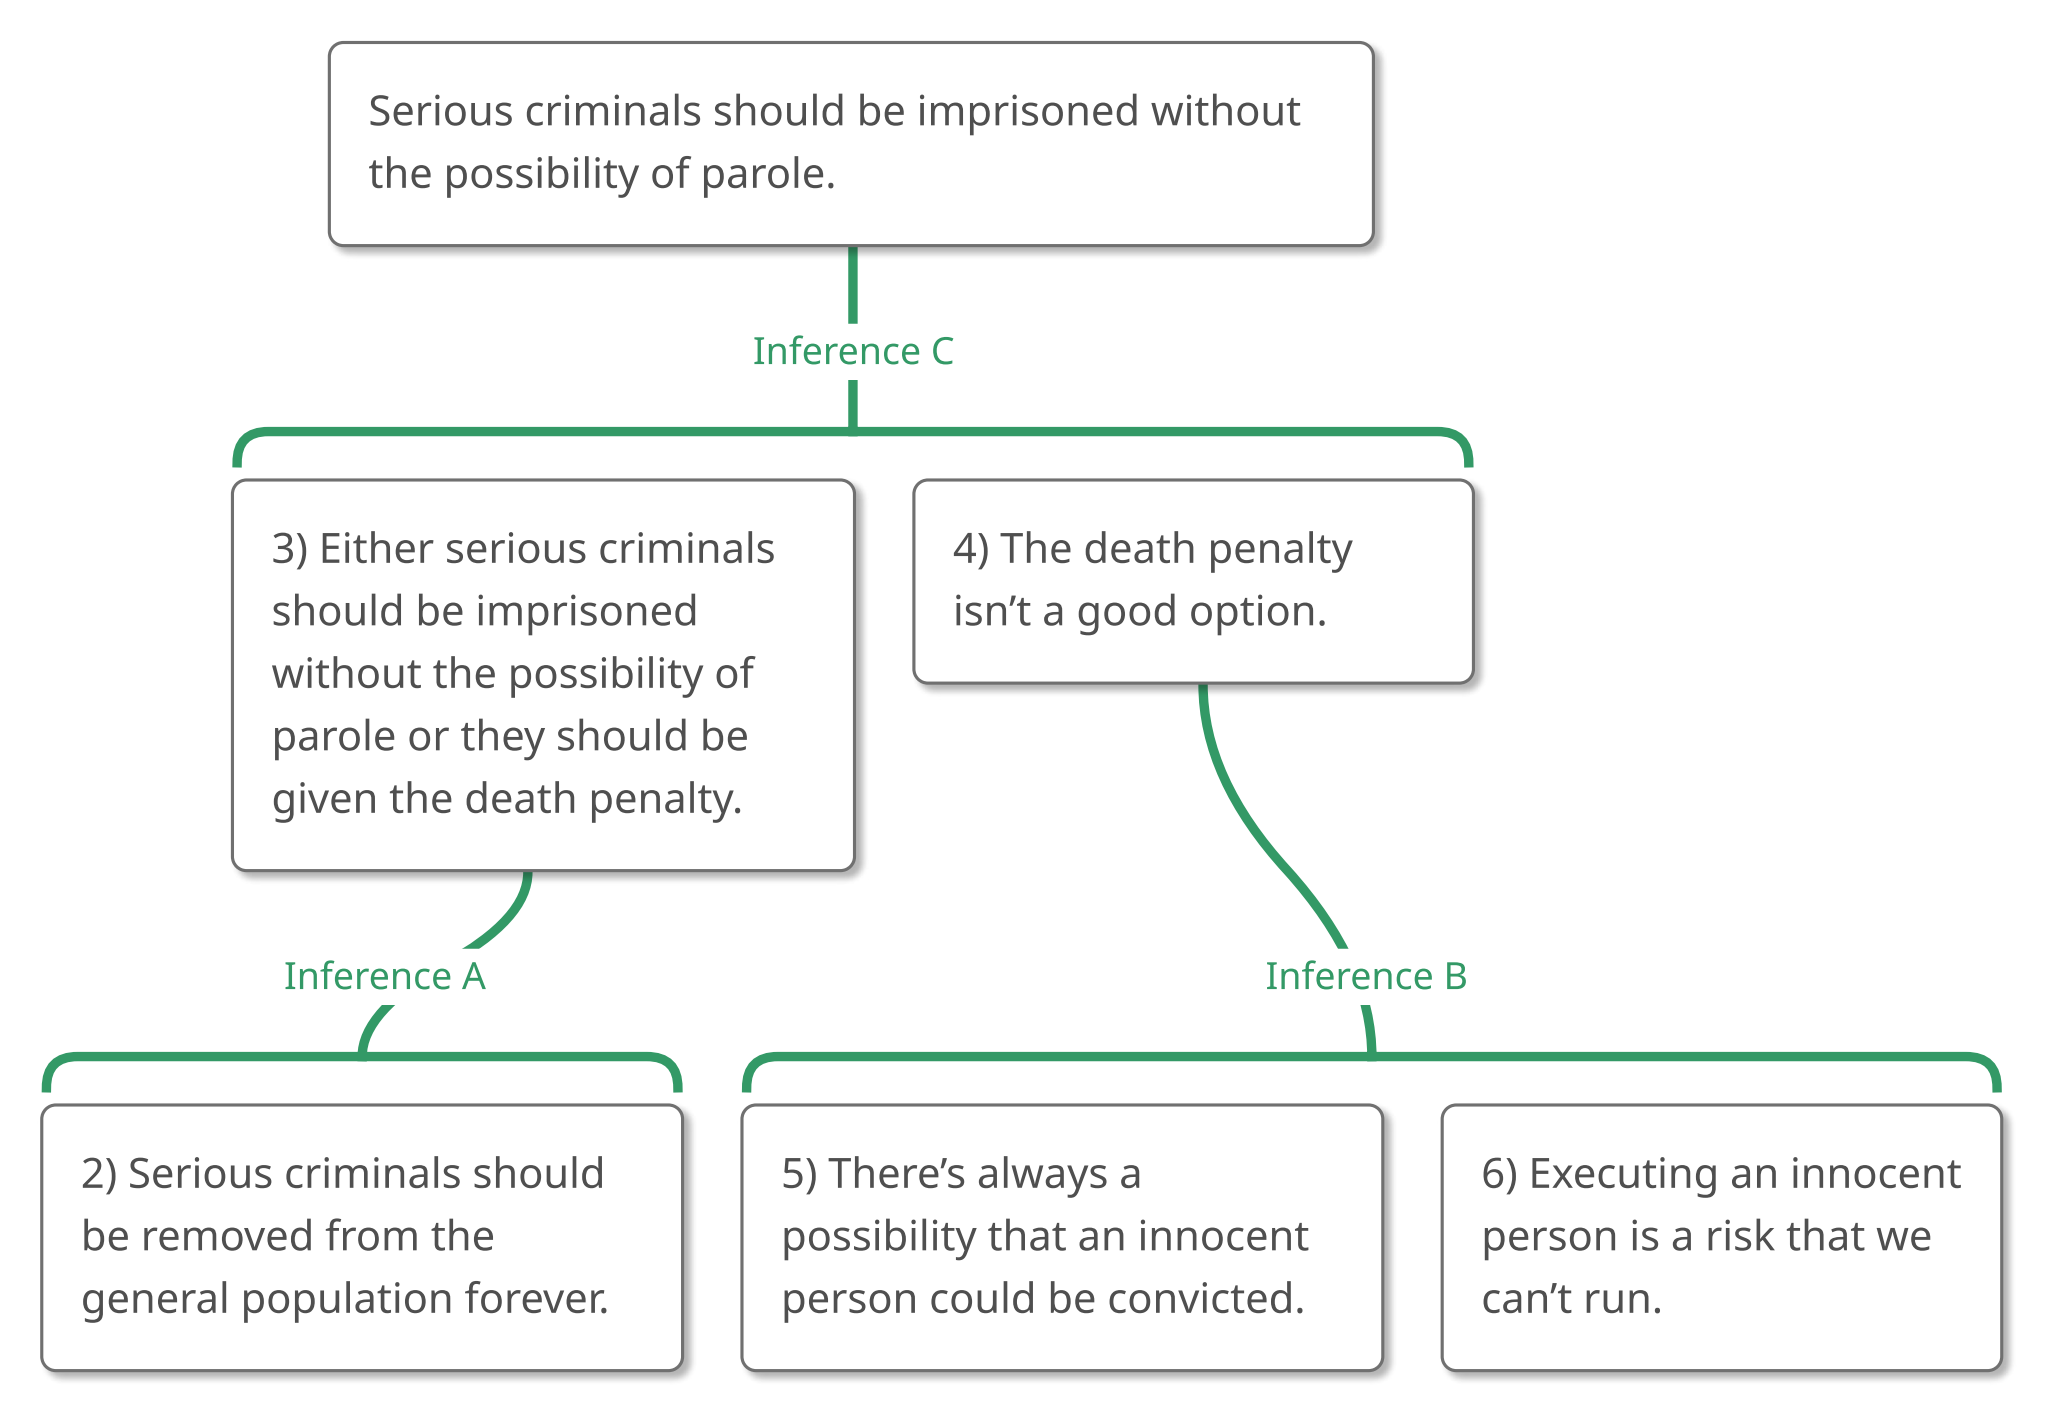 Serious criminals should be imprisoned without
the possibility of parole.
Inference C
3) Either serious criminals
should be imprisoned
without the possibility of
parole or they should be
given the death penalty.
4) The death penalty
isn’t a good option.
Inference A
Inference B
2) Serious criminals should
be removed from the
general population forever.
5) There’s always a
possibility that an innocent
person could be convicted.
6) Executing an innocent
person is a risk that we
can’t run.